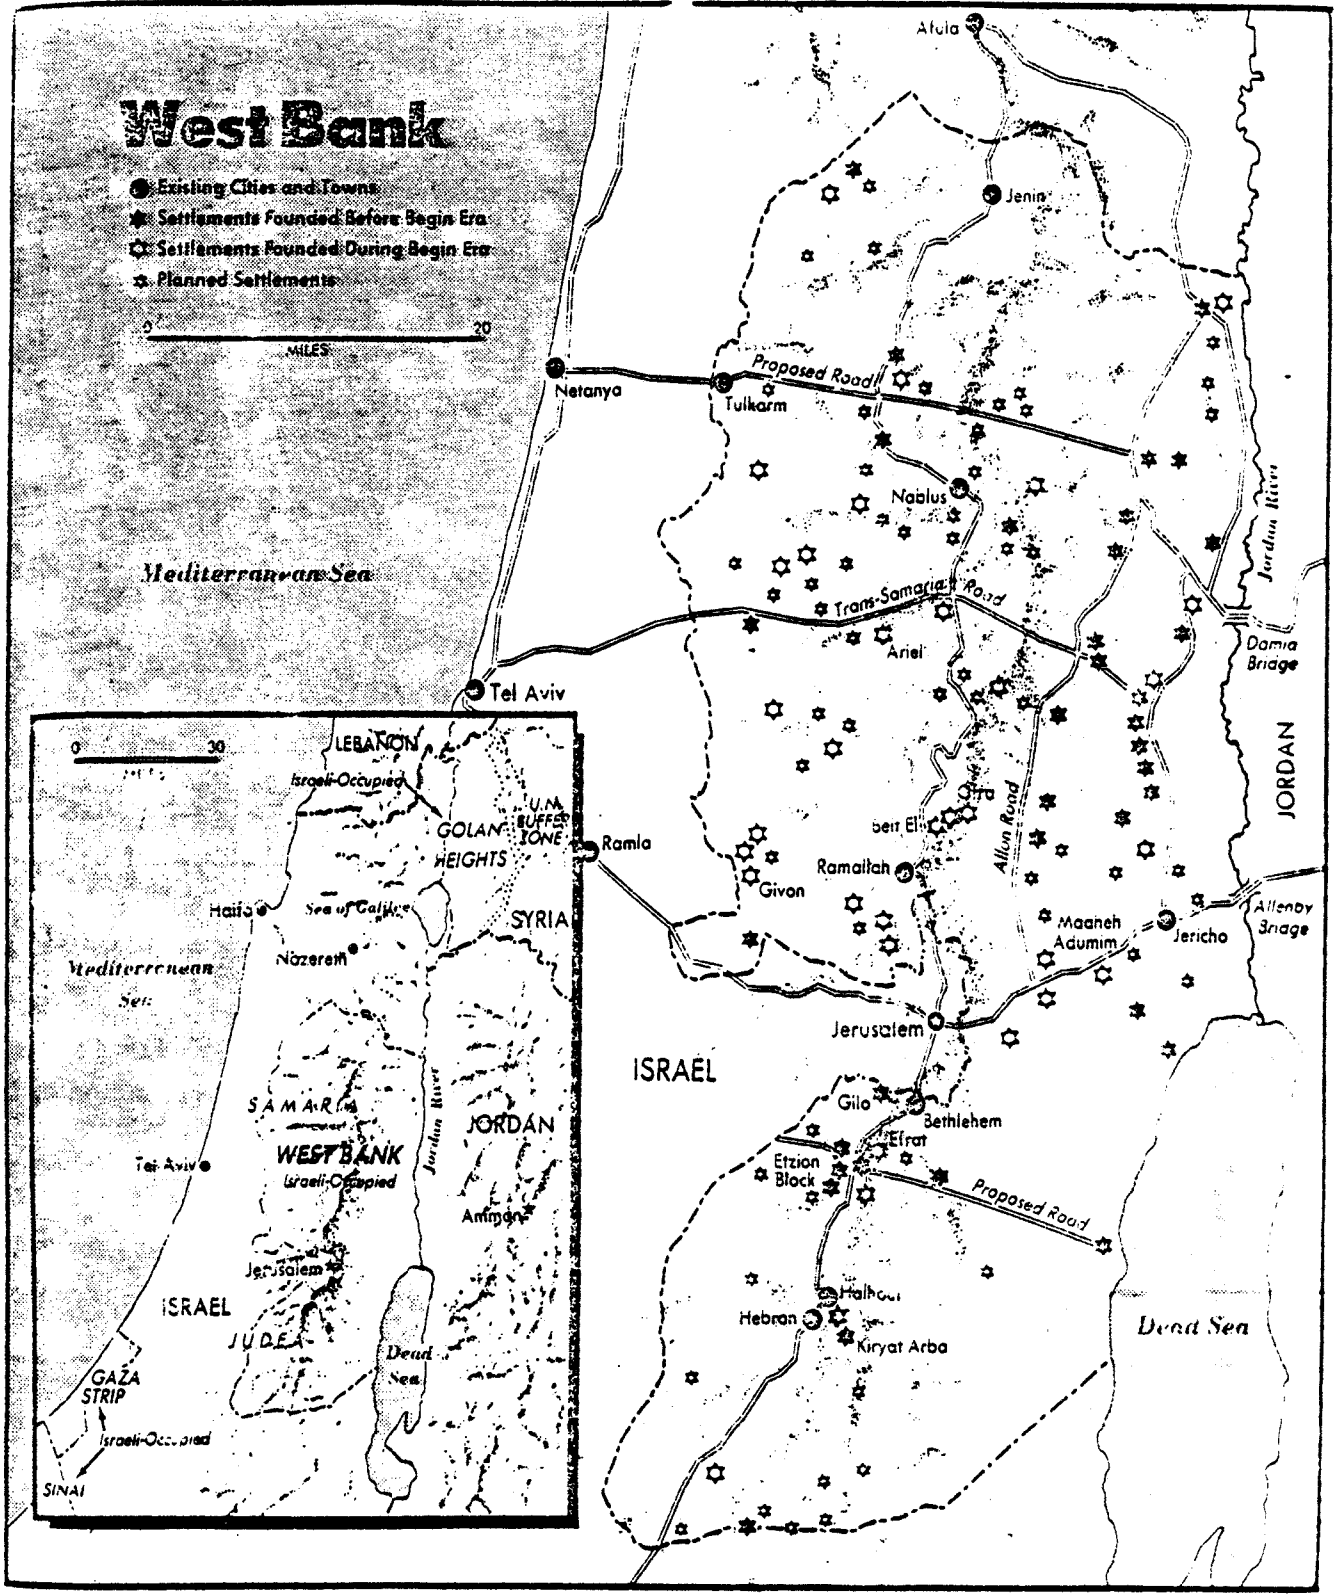 West Bank
Existing Cities and Towns
Settlements Founded Before Begin Era
Settlements Founded During Begin Era
Planned Settlements
0 20
MILES
Afula
Jenin
Netanya
Proposed Road
Tulkarm
Nablus
Jordan River
Mediterranean Sea
Trans-Samaria Road
Ariel
Damia
Bridge
Tel Aviv
JORDAN
Allon Road
Beit El
Ramla
Ramallah
Givon
Maaneh
Adumim
Jericho
Allenby
Bridge
Jerusalem
ISRAEL
Gilo
Bethlehem
Efrat
Etzion
Block
Proposed Road
Halhoul
Hebran
Kiryat Arba
Dead Sea
0 30
LEBANON
Israeli-Occupied
GOLAN
HEIGHTS
U.N.
BUFFER
ZONE
Haifa
Sea of Galilee
SYRIA
Nazereth
Mediterranean
Sea
SAMARIA
Jordan River
JORDAN
WEST BANK
Israeli-Occupied
Tel Aviv
Amman
Jerusalem
ISRAEL
JUDEA
Dead
Sea
GAZA
STRIP
Israeli-Occupied
SINAI